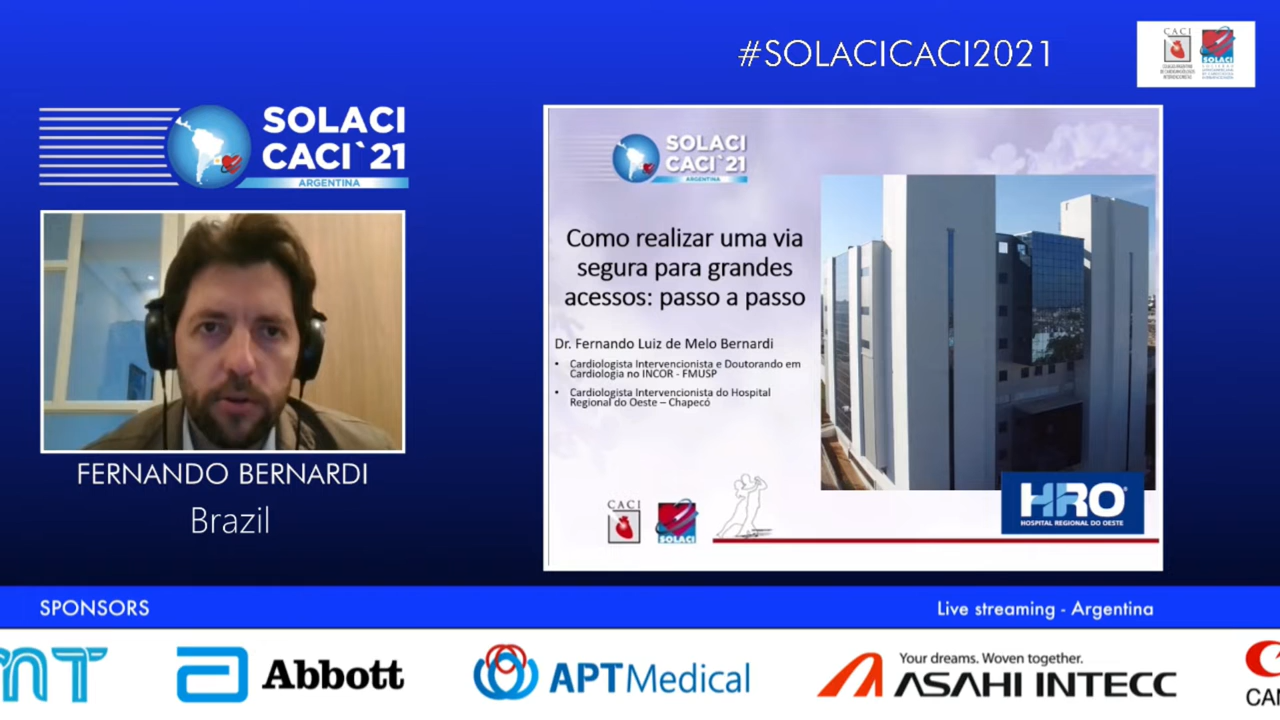 #SOLACICACI2021
CACI
SOLACI
SOLACI
CACI`21
ARGENTINA
FERNANDO BERNARDI
Brazil
SOLACI
CACI`21
ARGENTINA
Como realizar uma via
segura para grandes
acessos: passo a passo
Dr. Fernando Luiz de Melo Bernardi
• Cardiologista Intervencionista e Doutorando em
Cardiologia no INCOR - FMUSP
• Cardiologista Intervencionista do Hospital
Regional do Oeste – Chapecó
CACI
SOLACI
HRO
HOSPITAL REGIONAL DO OESTE
SPONSORS
Live streaming - Argentina
Abbott
APTMedical
Your dreams. Woven together.
ASAHI INTECC